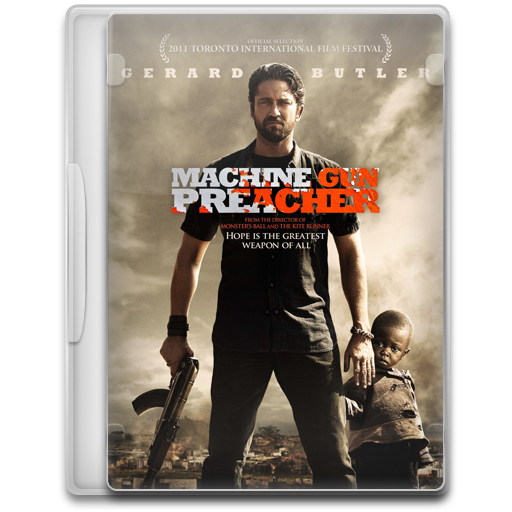 OFFICIAL SELECTION
2011 TORONTO INTERNATIONAL FILM FESTIVAL
GERARD BUTLER
MACHINE GUN
PREACHER
FROM THE DIRECTOR OF
MONSTER'S BALL AND THE KITE RUNNER
HOPE IS THE GREATEST
WEAPON OF ALL